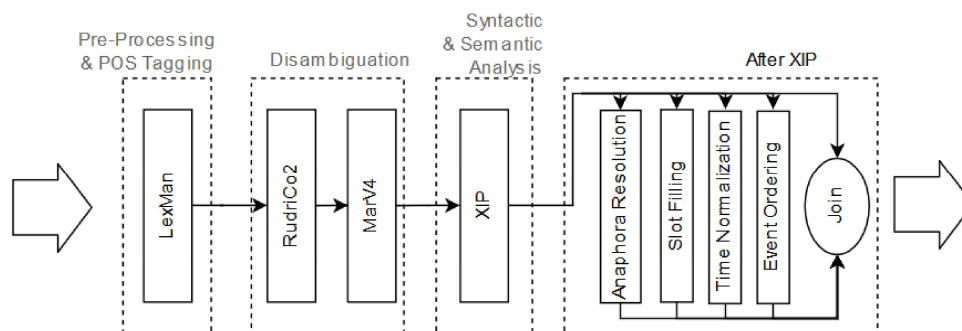 Pre-Processing
& POS Tagging
Disambiguation
Syntactic
& Semantic
Analysis
After XIP
LexMan
RudriCo2
MarV4
XIP
Anaphora Resolution
Slot Filling
Time Normalization
Event Ordering
Join